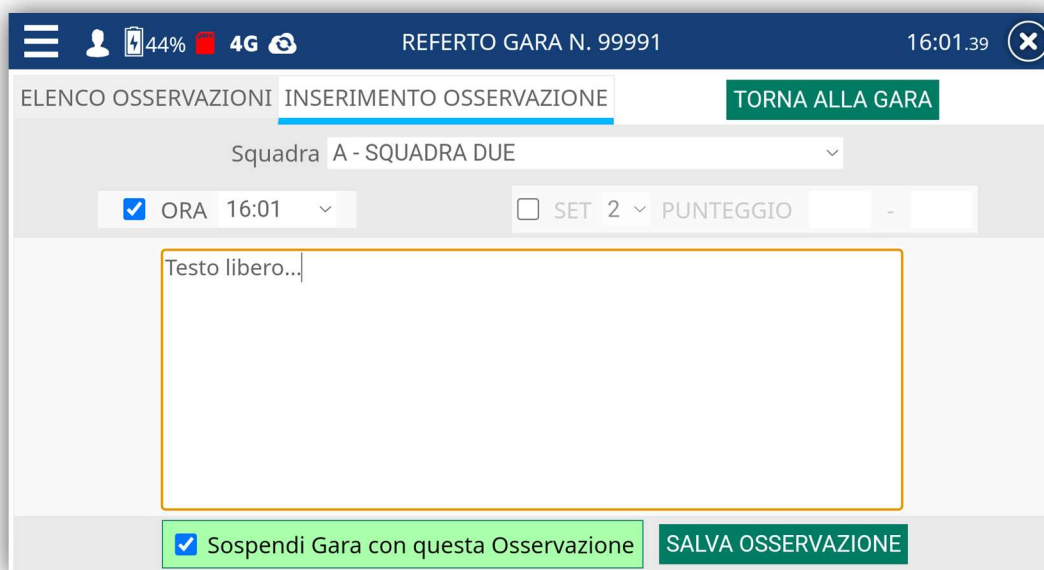 44% 4G REFERTO GARA N. 99991 16:01.39
ELENCO OSSERVAZIONI INSERIMENTO OSSERVAZIONE TORNA ALLA GARA
Squadra A - SQUADRA DUE
ORA 16:01 SET 2 PUNTEGGIO -
Testo libero...
Sospendi Gara con questa Osservazione SALVA OSSERVAZIONE